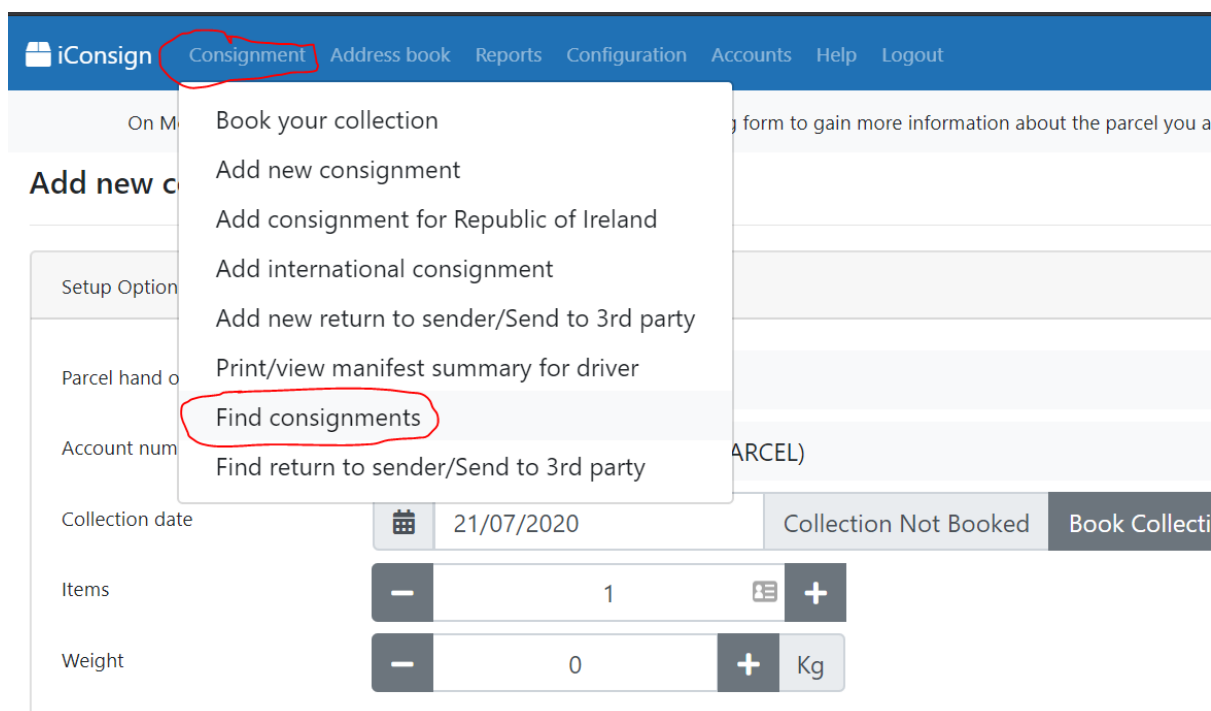 iConsign Consignment Address book Reports Configuration Accounts Help Logout
On M
Book your collection
g form to gain more information about the parcel you a
Add new c
Add new consignment
Add consignment for Republic of Ireland
Setup Option
Add international consignment
Add new return to sender/Send to 3rd party
Parcel hand o
Print/view manifest summary for driver
Find consignments
Account num
ARCEL)
Find return to sender/Send to 3rd party
Collection date
21/07/2020
Collection Not Booked
Book Collecti
Items
1
Weight
0
Kg